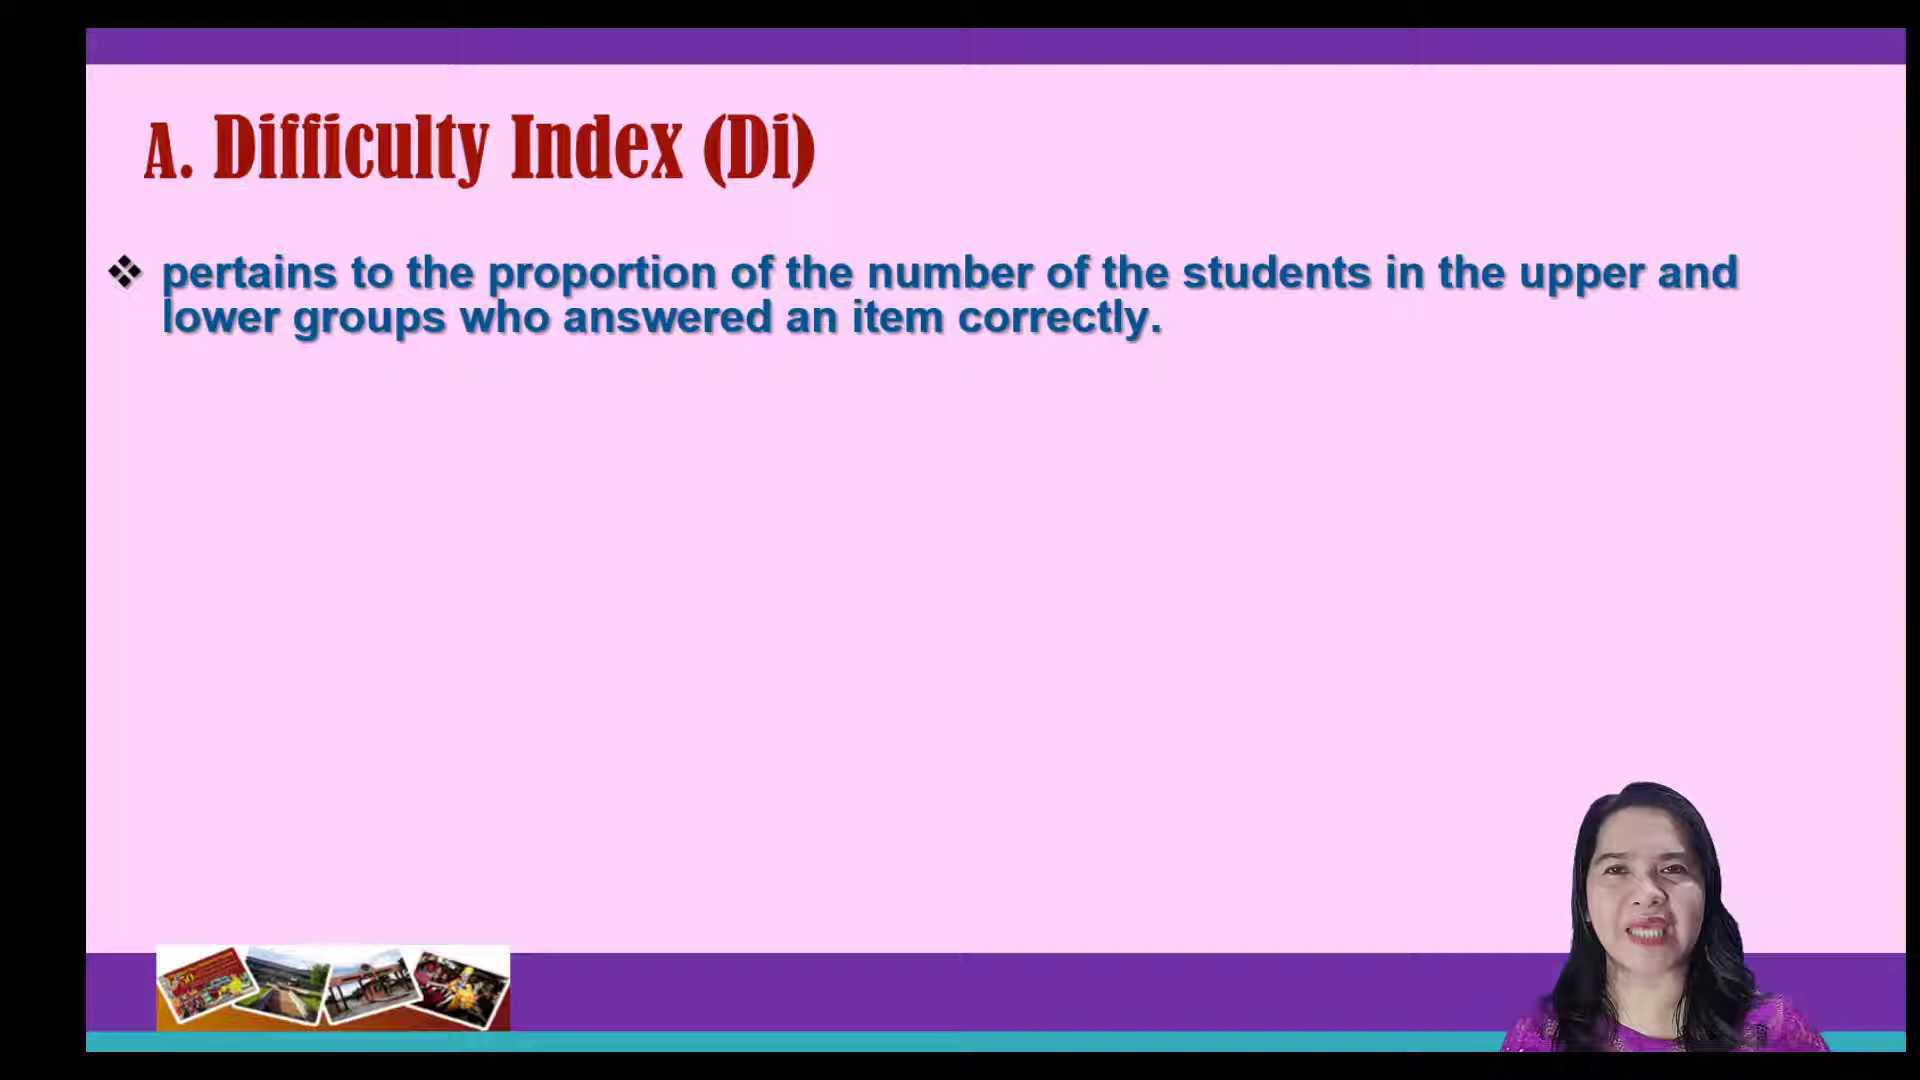 A. Difficulty Index (Di)
❖ pertains to the proportion of the number of the students in the upper and
lower groups who answered an item correctly.